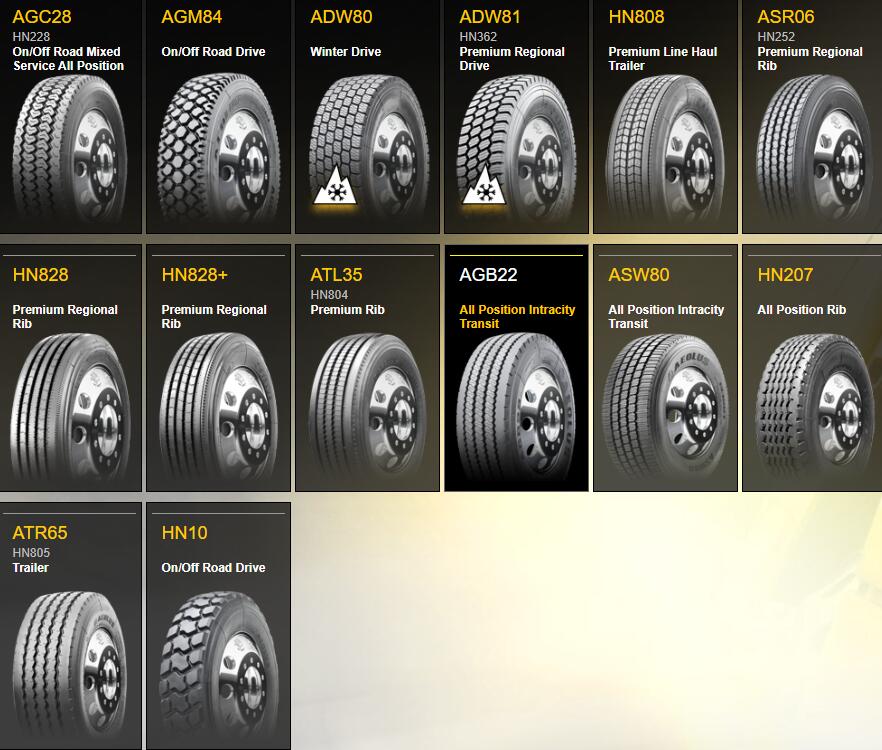 AGC28
HN228
On/Off Road Mixed
Service All Position
AGM84
On/Off Road Drive
ADW80
Winter Drive
ADW81
HN362
Premium Regional
Drive
HN808
Premium Line Haul
Trailer
ASR06
HN252
Premium Regional
Rib
HN828
Premium Regional
Rib
HN828+
Premium Regional
Rib
ATL35
HN804
Premium Rib
AGB22
All Position Intracity
Transit
ASW80
All Position Intracity
Transit
AEOLUS
HN207
All Position Rib
ATR65
HN805
Trailer
HN10
On/Off Road Drive